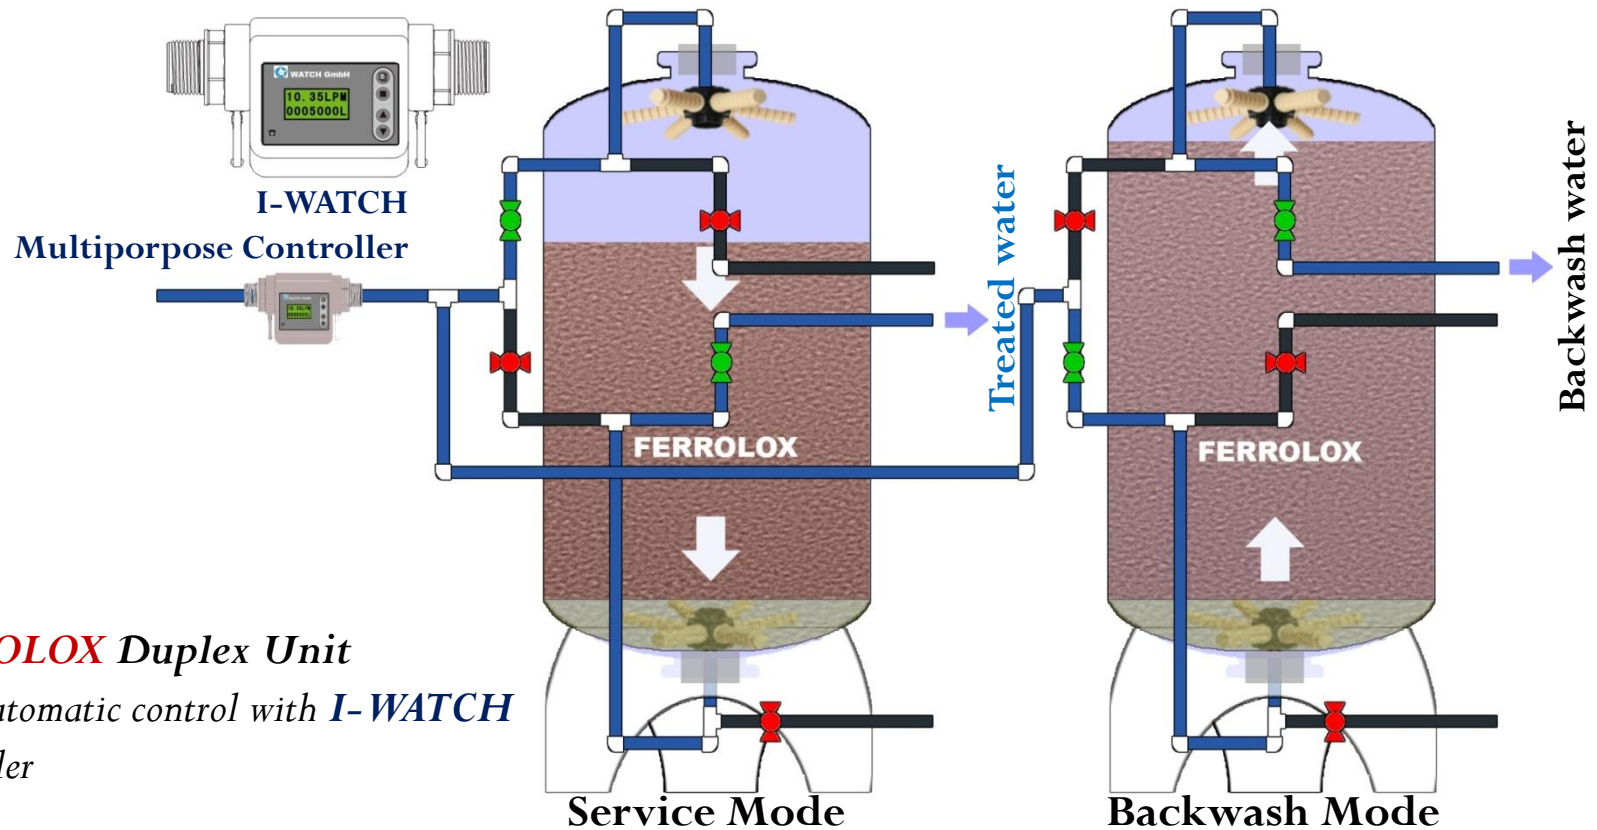 WATCH GmbH
10.35LPM
0005000L
I-WATCH
Multiporpose Controller
Treated water
Backwash water
FERROLOX
FERROLOX
OLOX Duplex Unit
utomatic control with I-WATCH
ler
Service Mode
Backwash Mode